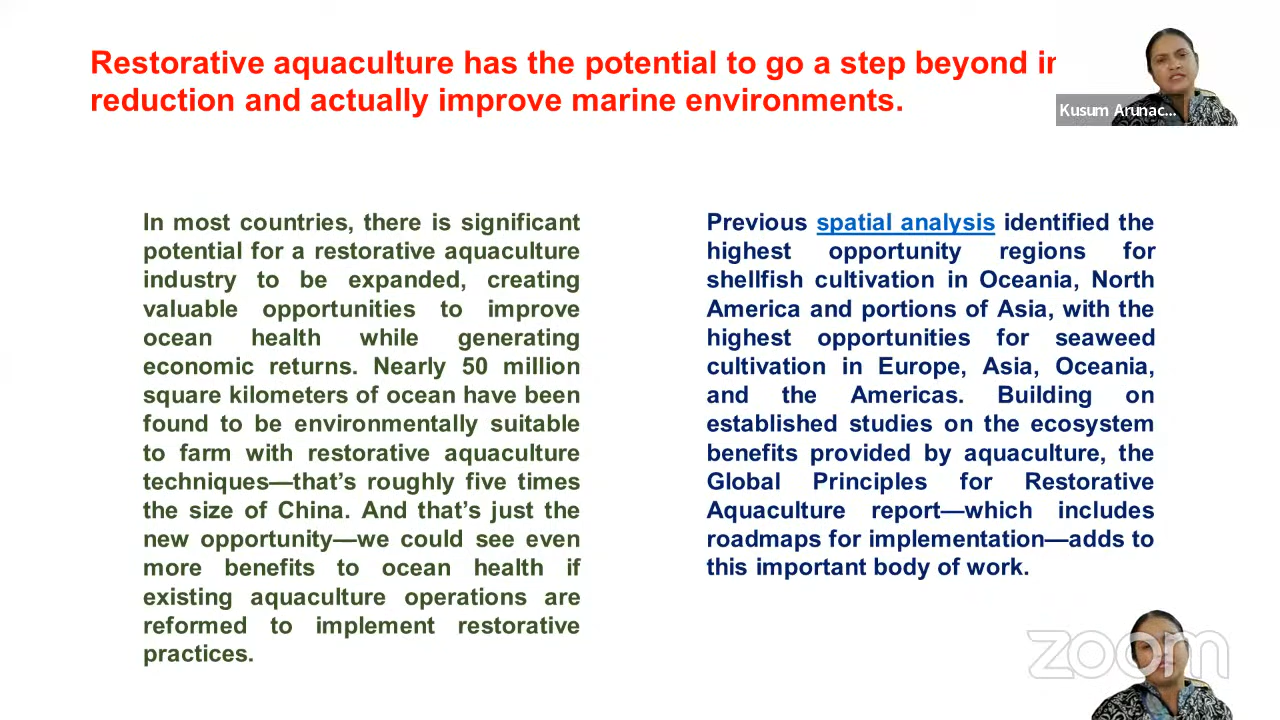 Restorative aquaculture has the potential to go a step beyond
reduction and actually improve marine environments.
Kusum Arunac...
In most countries, there is significant
potential for a restorative aquaculture
industry to be expanded, creating
valuable opportunities to improve
ocean health while generating
economic returns. Nearly 50 million
square kilometers of ocean have been
found to be environmentally suitable
to farm with restorative aquaculture
techniques—that's roughly five times
the size of China. And that's just the
new opportunity—we could see even
more benefits to ocean health if
existing aquaculture operations are
reformed to implement restorative
practices.
Previous spatial analysis identified the
highest opportunity regions for
shellfish cultivation in Oceania, North
America and portions of Asia, with the
highest opportunities for seaweed
cultivation in Europe, Asia, Oceania,
and the Americas. Building on
established studies on the ecosystem
benefits provided by aquaculture, the
Global Principles for Restorative
Aquaculture report—which includes
roadmaps for implementation—adds to
this important body of work.
zoom